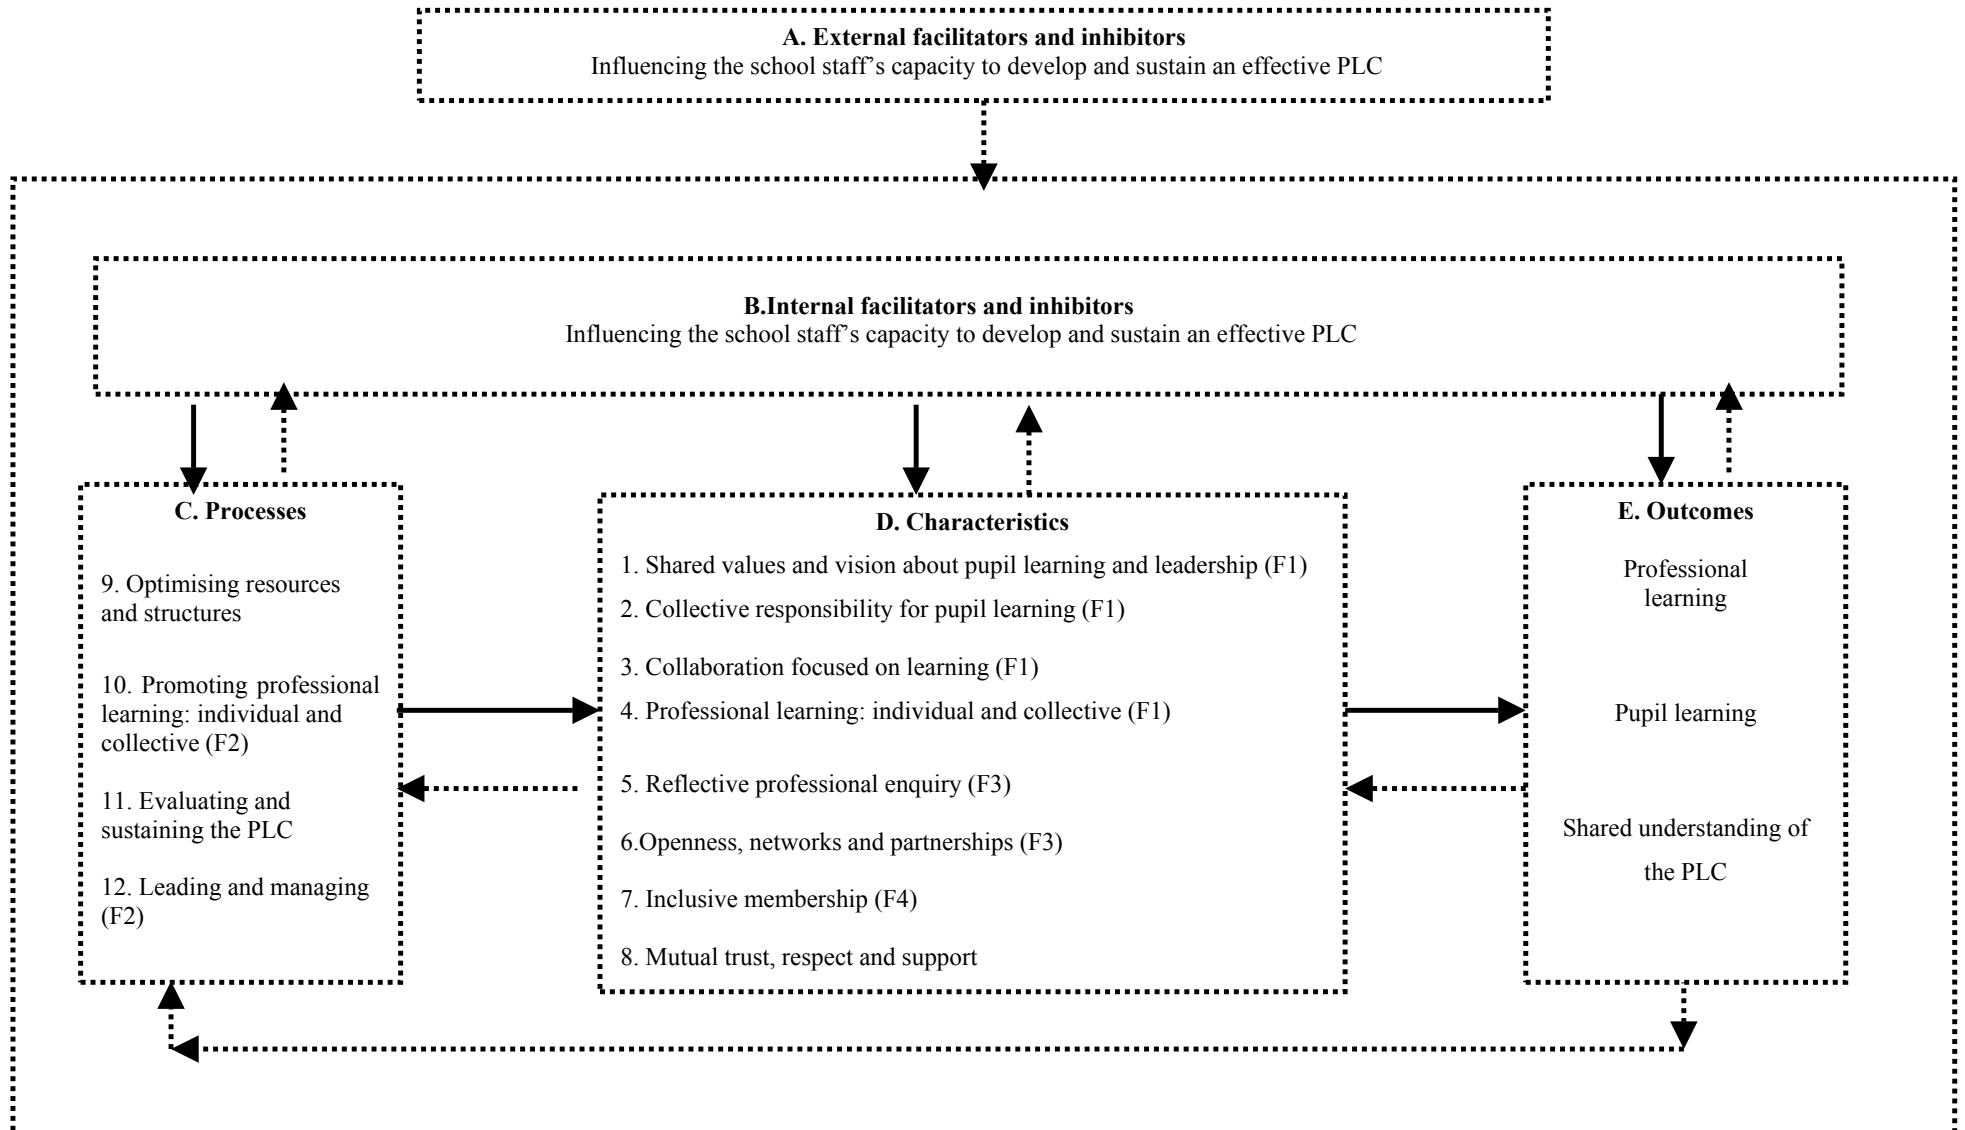 A. External facilitators and inhibitors
Influencing the school staff’s capacity to develop and sustain an effective PLC
B.Internal facilitators and inhibitors
Influencing the school staff’s capacity to develop and sustain an effective PLC
C. Processes
9. Optimising resources
and structures
10. Promoting professional
learning: individual and
collective (F2)
11. Evaluating and
sustaining the PLC
12. Leading and managing
(F2)
D. Characteristics
1. Shared values and vision about pupil learning and leadership (F1)
2. Collective responsibility for pupil learning (F1)
3. Collaboration focused on learning (F1)
4. Professional learning: individual and collective (F1)
5. Reflective professional enquiry (F3)
6.Openness, networks and partnerships (F3)
7. Inclusive membership (F4)
8. Mutual trust, respect and support
E. Outcomes
Professional
learning
Pupil learning
Shared understanding of
the PLC